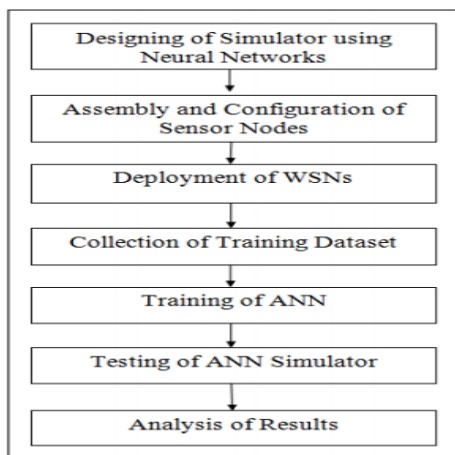 Designing of Simulator using
Neural Networks
Assembly and Configuration of
Sensor Nodes
Deployment of WSNs
Collection of Training Dataset
Training of ANN
Testing of ANN Simulator
Analysis of Results